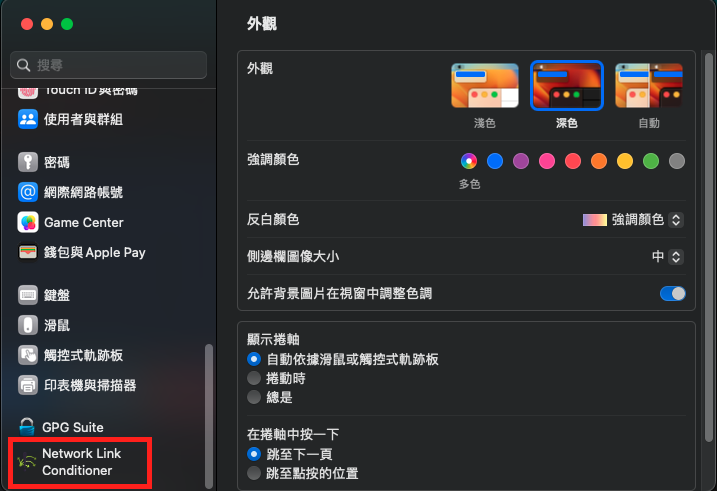 外觀
搜尋
Touch ID與密碼
使用者與群組
密碼
網際網路帳號
Game Center
錢包與 Apple Pay
鍵盤
滑鼠
觸控式軌跡板
印表機與掃描器
GPG Suite
Network Link
Conditioner
外觀
淺色
深色
自動
強調顏色
多色
反白顏色
強調顏色
側邊欄圖像大小
中
允許背景圖片在視窗中調整色調
顯示捲軸
自動依據滑鼠或觸控式軌跡板
捲動時
總是
在捲軸中按一下
跳至下一頁
跳至點按的位置